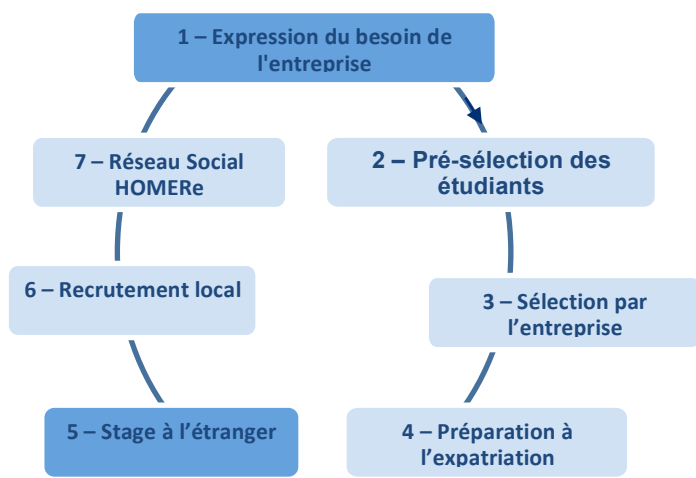 1 – Expression du besoin de
l'entreprise
2 – Pré-sélection des
étudiants
3 – Sélection par
l’entreprise
4 – Préparation à
l’expatriation
5 – Stage à l’étranger
6 – Recrutement local
7 – Réseau Social
HOMERe